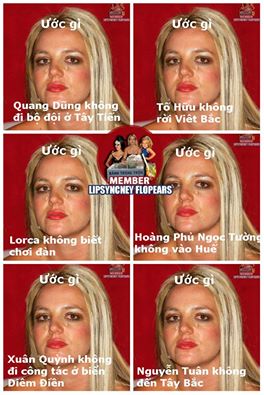 Ước gì
Quang Dũng không
đi bộ đội ở Tây Tiến
Ước gì
Tố Hữu không
rời Việt Bắc
Ước gì
Lorca không biết
chơi đàn
MEMBER
LIPSYNCNEY FLOPEARS
Ước gì
Hoàng Phủ Ngọc Tường
không vào Huế
Ước gì
Xuân Quỳnh không
đi công tác ở biển
Diêm Điền
Ước gì
Nguyễn Tuân không
đến Tây Bắc